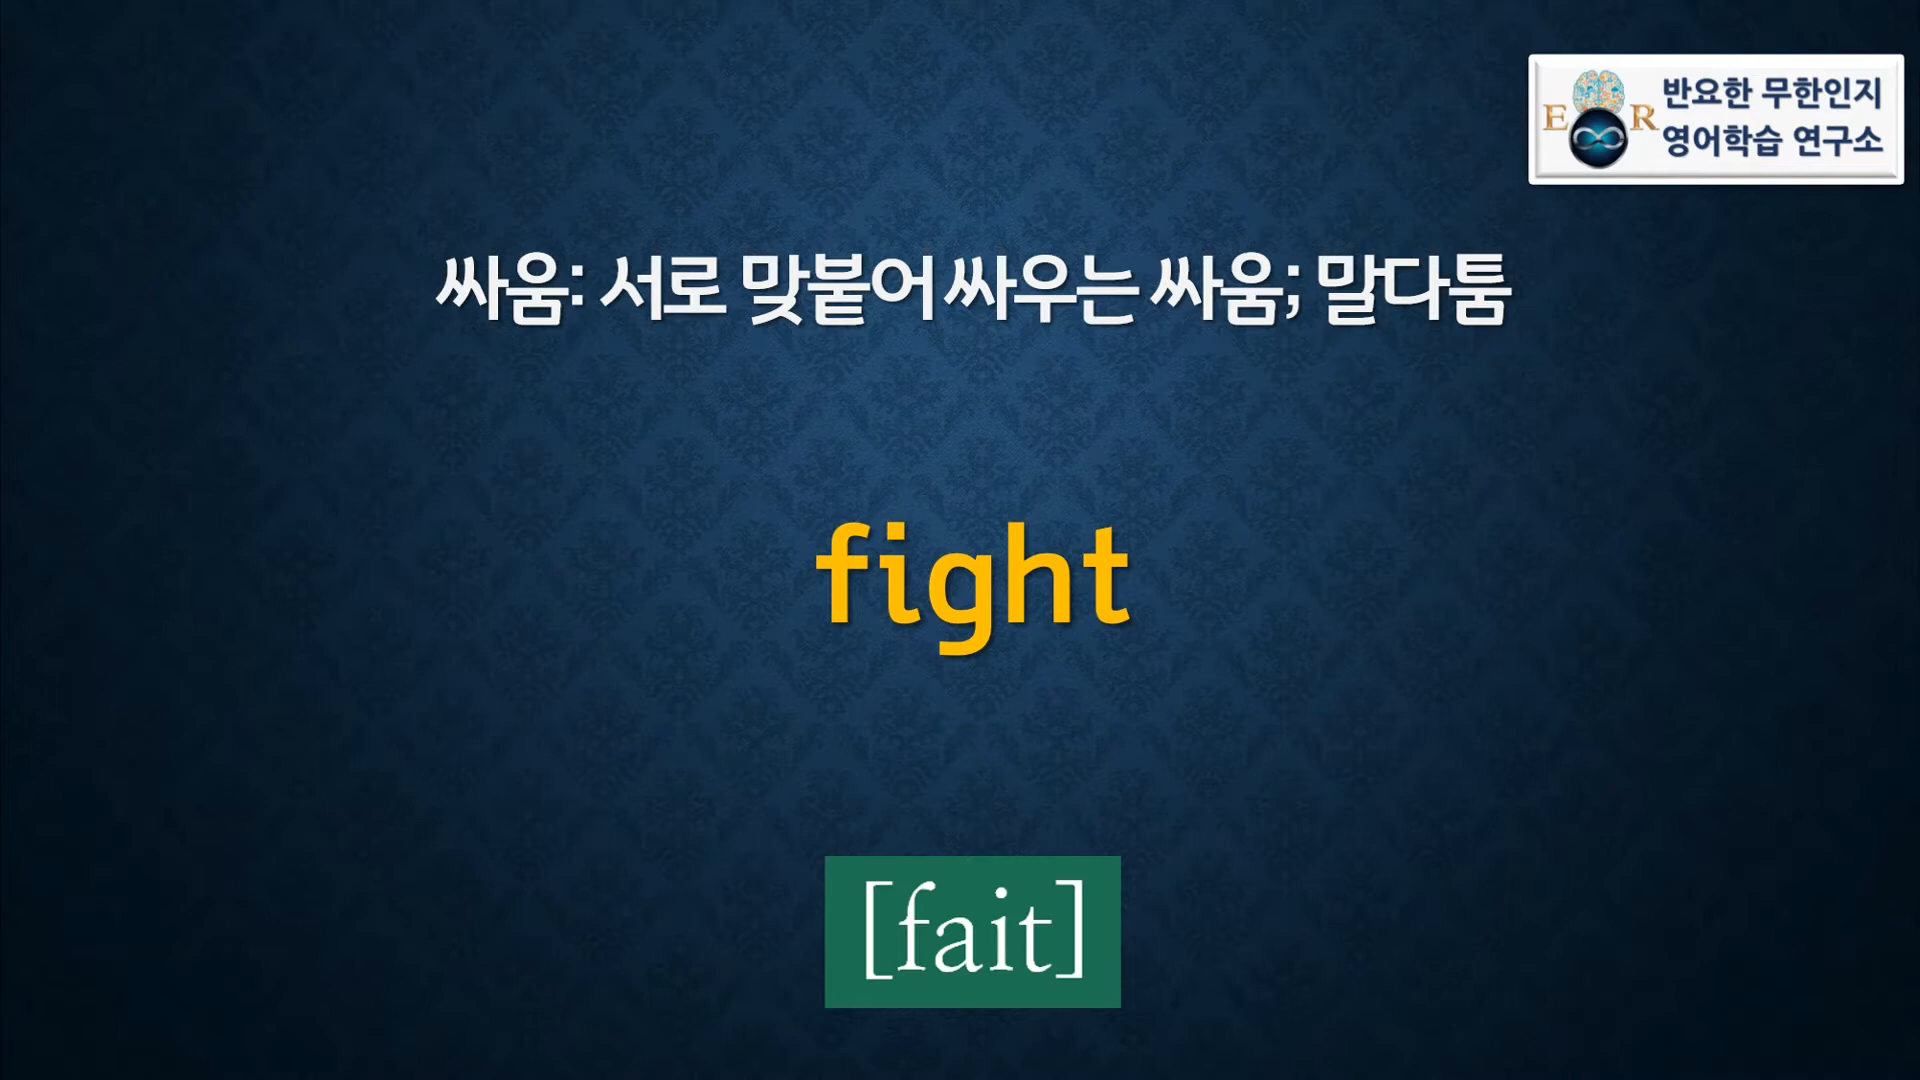 E R
반요한 무한인지
영어학습 연구소
싸움: 서로 맞붙어 싸우는 싸움; 말다툼
fight
[fait]